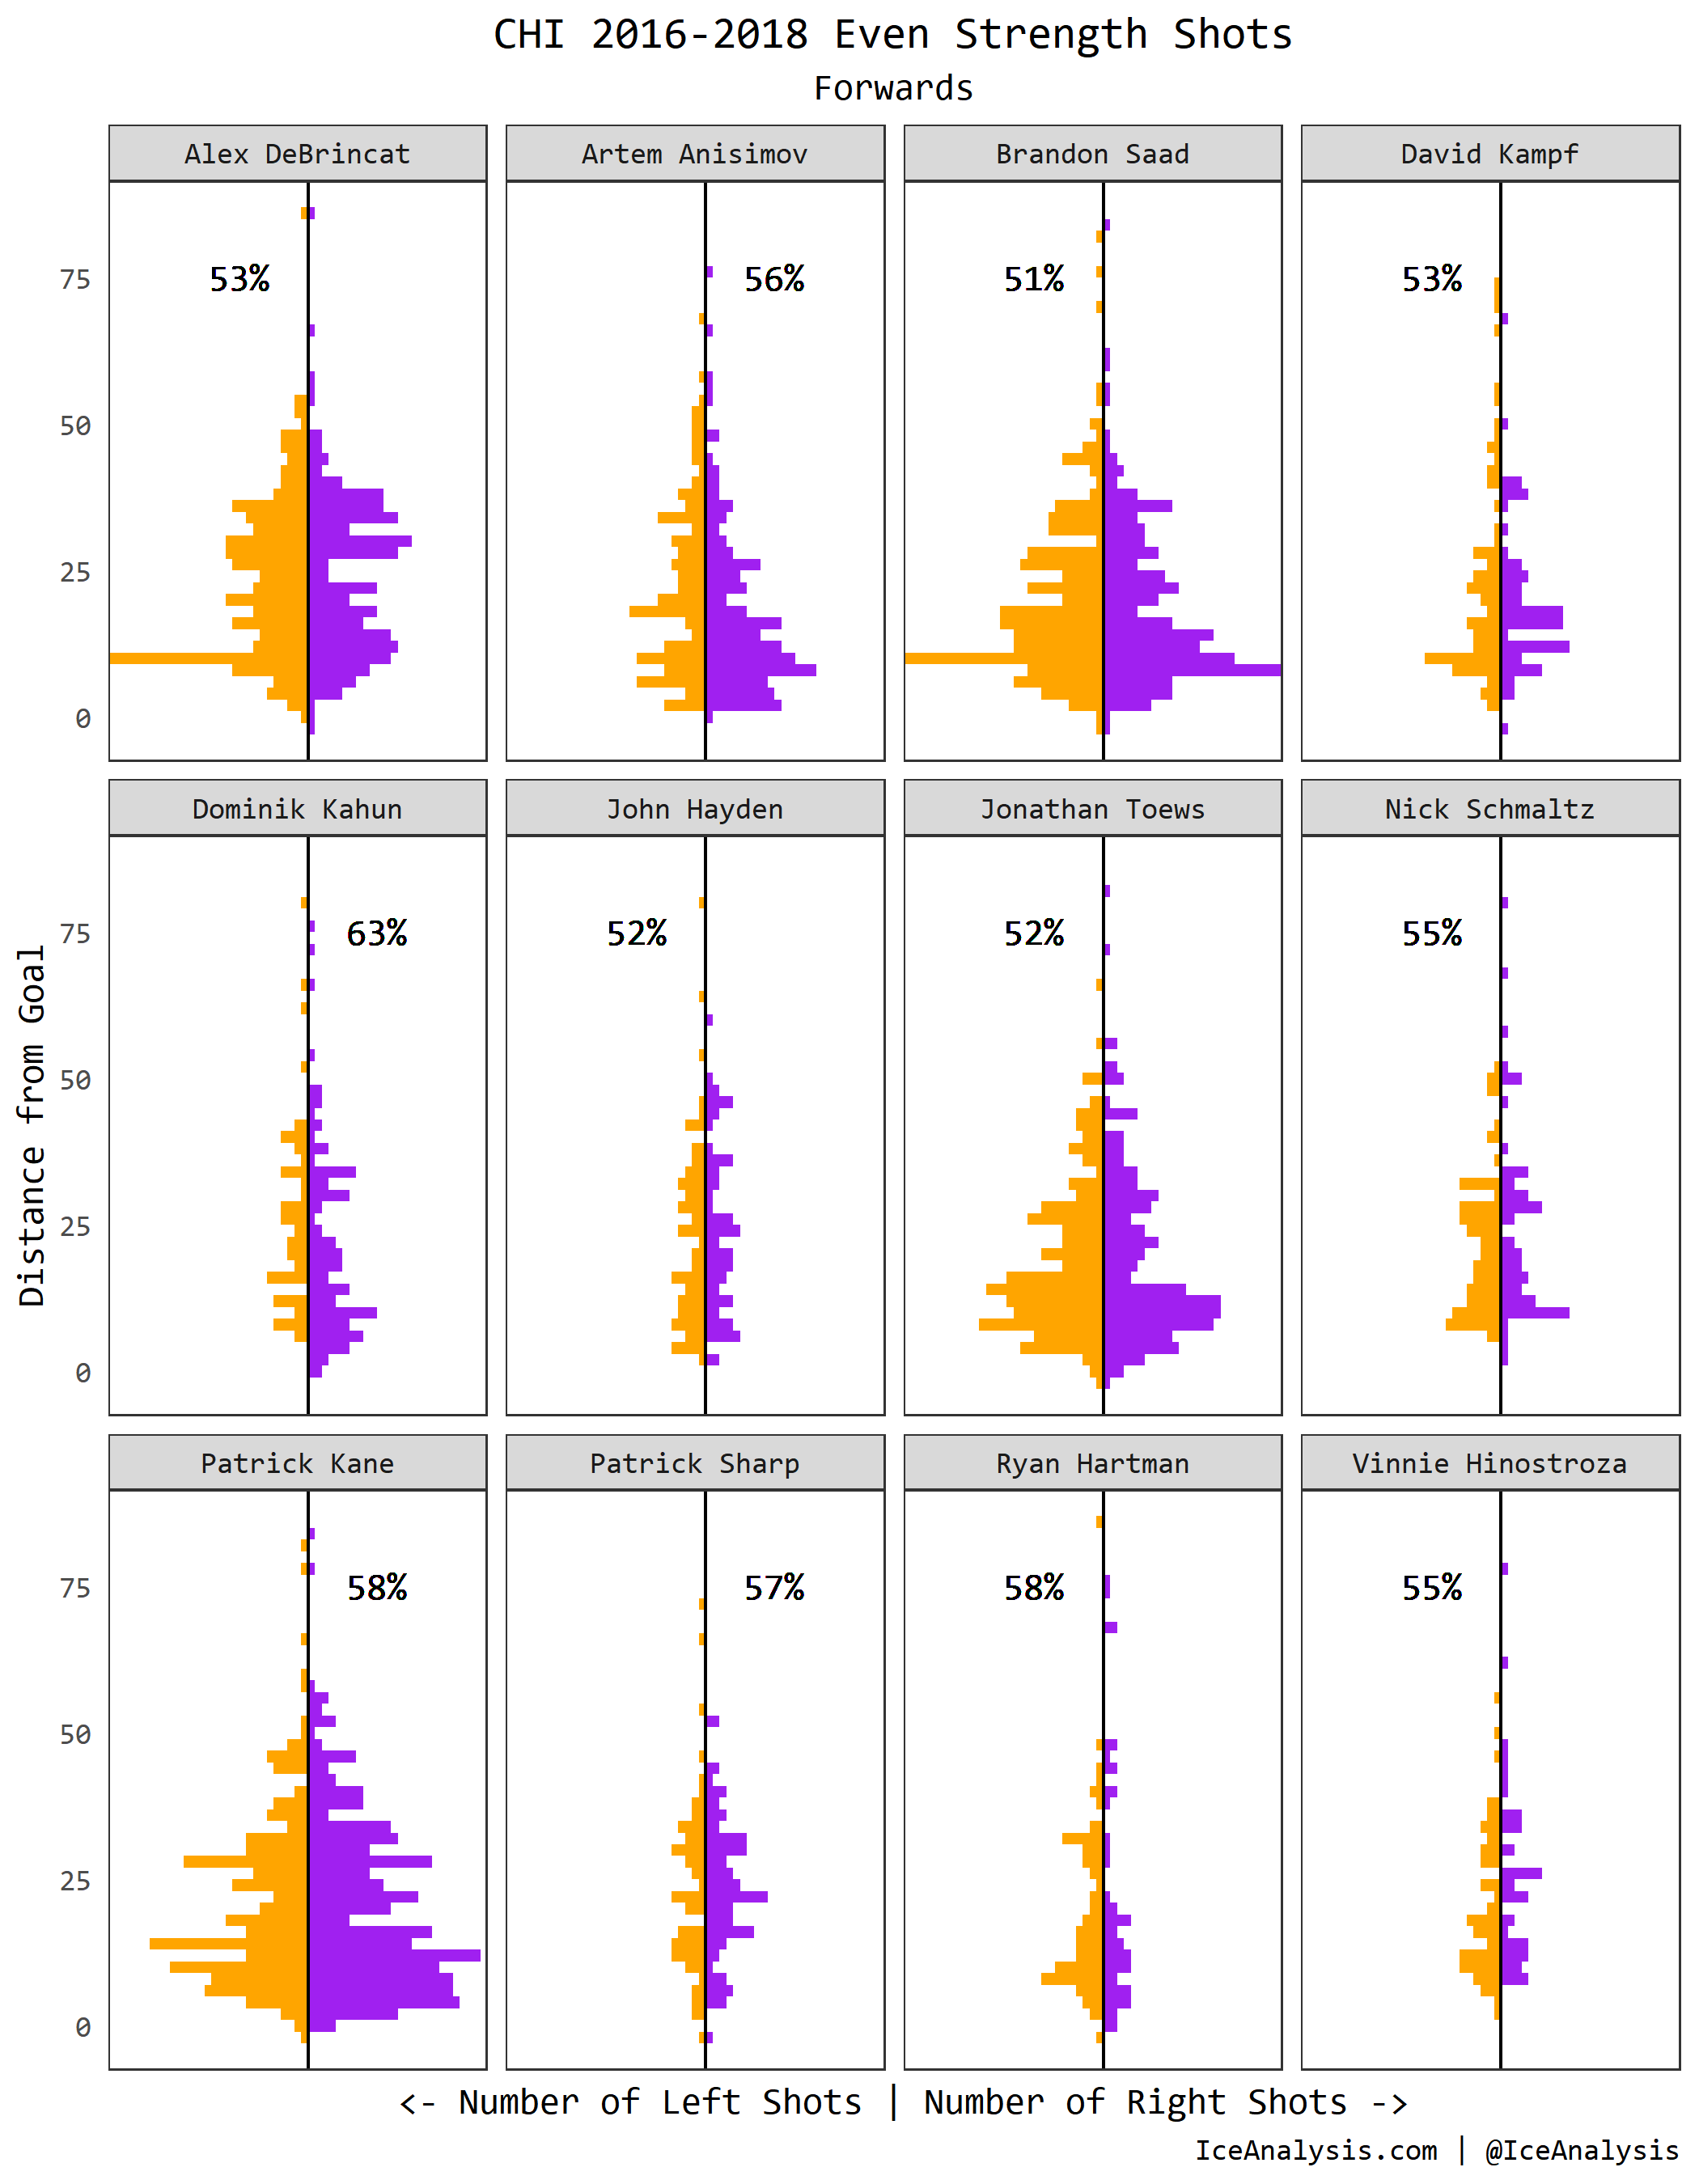 CHI 2016-2018 Even Strength Shots
Forwards
Alex DeBrincat
Artem Anisimov
Brandon Saad
David Kampf
75
50
25
0
53%
56%
51%
53%
Dominik Kahun
John Hayden
Jonathan Toews
Nick Schmaltz
75
50
25
0
63%
52%
52%
55%
Patrick Kane
Patrick Sharp
Ryan Hartman
Vinnie Hinostroza
75
50
25
0
58%
57%
58%
55%
Distance from Goal
<- Number of Left Shots | Number of Right Shots ->
IceAnalysis.com | @IceAnalysis